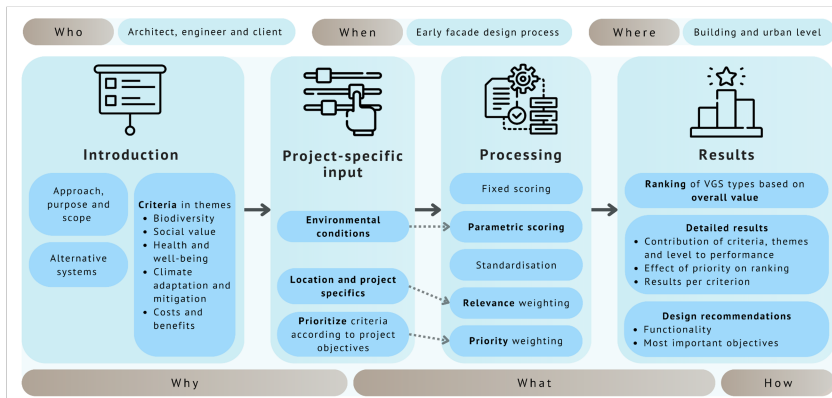 Who
Architect, engineer and client
When
Early facade design process
Where
Building and urban level
Introduction
Approach,
purpose and
scope
Alternative
systems
Criteria in themes
• Biodiversity
• Social value
• Health and
well-being
• Climate
adaptation and
mitigation
• Costs and
benefits
Project-specific
input
Environmental
conditions
Location and project
specifics
Prioritize criteria
according to project
objectives
Processing
Fixed scoring
Parametric scoring
Standardisation
Relevance weighting
Priority weighting
Results
Ranking of VGS types based on
overall value
Detailed results
• Contribution of criteria, themes
and level to performance
• Effect of priority on ranking
• Results per criterion
Design recommendations
• Functionality
• Most important objectives
Why
What
How